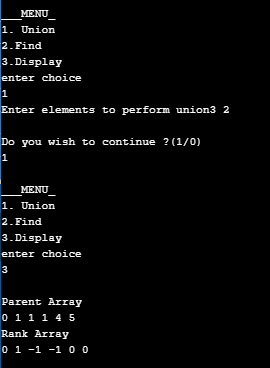 ___MENU_
1. Union
2.Find
3.Display
enter choice
1
Enter elements to perform union3 2
Do you wish to continue ?(1/0)
1
___MENU_
1. Union
2.Find
3.Display
enter choice
3
Parent Array
0 1 1 1 4 5
Rank Array
0 1 -1 -1 0 0